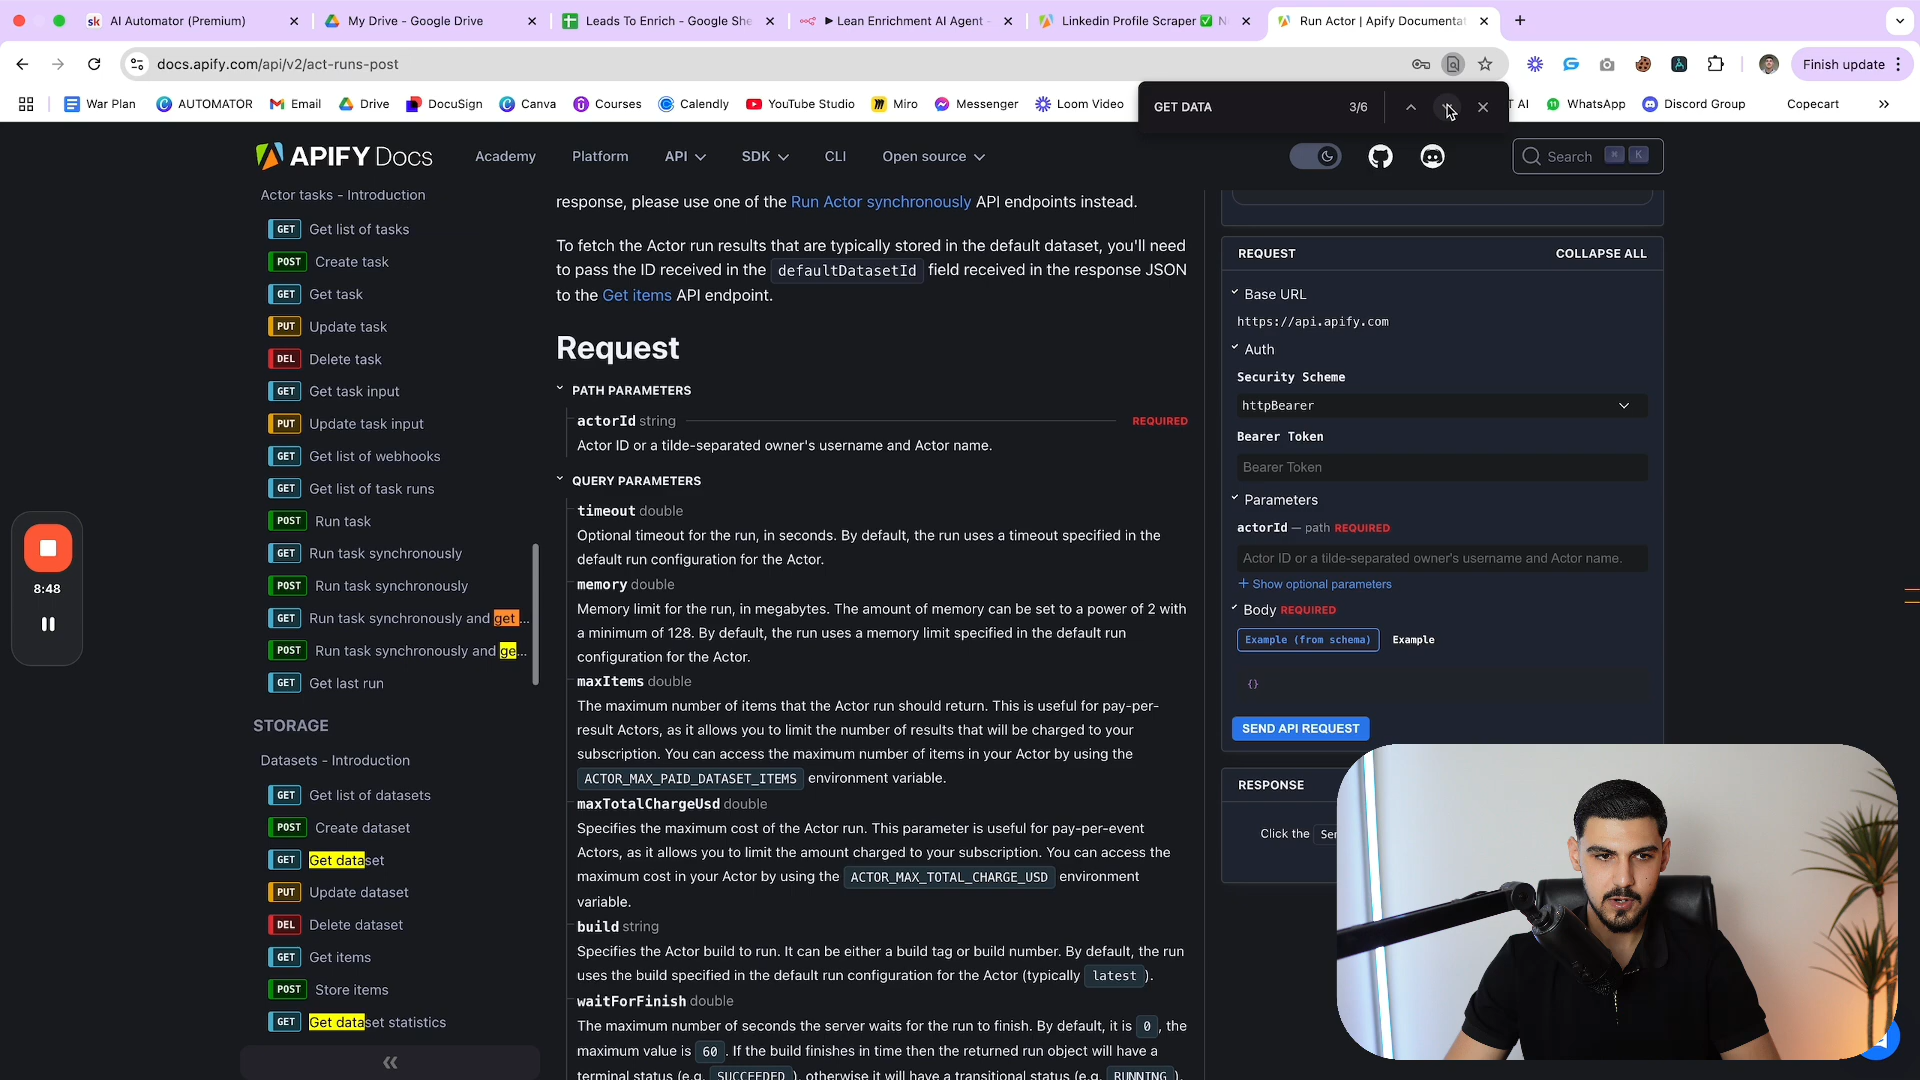 AI Automator (Premium)
My Drive - Google Drive
Leads To Enrich - Google She
Lean Enrichment AI Agent -
Linkedin Profile Scraper ✅ N
Run Actor | Apify Documentat
docs.apify.com/api/v2/act-runs-post
Finish update
War Plan
AUTOMATOR
Email
Drive
DocuSign
Canva
Courses
Calendly
YouTube Studio
Miro
Messenger
Loom Video
T AI
WhatsApp
Discord Group
Copecart
GET DATA
3/6
APIFY Docs
Academy
Platform
API
SDK
CLI
Open source
Search
K
Actor tasks - Introduction
GET Get list of tasks
POST Create task
GET Get task
PUT Update task
DEL Delete task
GET Get task input
PUT Update task input
GET Get list of webhooks
GET Get list of task runs
POST Run task
GET Run task synchronously
POST Run task synchronously
GET Run task synchronously and get ...
POST Run task synchronously and ge...
GET Get last run
STORAGE
Datasets - Introduction
GET Get list of datasets
POST Create dataset
GET Get dataset
PUT Update dataset
DEL Delete dataset
GET Get items
POST Store items
GET Get dataset statistics
8:48
response, please use one of the Run Actor synchronously API endpoints instead.
To fetch the Actor run results that are typically stored in the default dataset, you'll need
to pass the ID received in the defaultDatasetId field received in the response JSON
to the Get items API endpoint.
Request
PATH PARAMETERS
actorId string REQUIRED
Actor ID or a tilde-separated owner's username and Actor name.
QUERY PARAMETERS
timeout double
Optional timeout for the run, in seconds. By default, the run uses a timeout specified in the
default run configuration for the Actor.
memory double
Memory limit for the run, in megabytes. The amount of memory can be set to a power of 2 with
a minimum of 128. By default, the run uses a memory limit specified in the default run
configuration for the Actor.
maxItems double
The maximum number of items that the Actor run should return. This is useful for pay-per-
result Actors, as it allows you to limit the number of results that will be charged to your
subscription. You can access the maximum number of items in your Actor by using the
ACTOR_MAX_PAID_DATASET_ITEMS environment variable.
maxTotalChargeUsd double
Specifies the maximum cost of the Actor run. This parameter is useful for pay-per-event
Actors, as it allows you to limit the amount charged to your subscription. You can access the
maximum cost in your Actor by using the ACTOR_MAX_TOTAL_CHARGE_USD environment
variable.
build string
Specifies the Actor build to run. It can be either a build tag or build number. By default, the run
uses the build specified in the default run configuration for the Actor (typically latest ).
waitForFinish double
The maximum number of seconds the server waits for the run to finish. By default, it is 0 , the
maximum value is 60 . If the build finishes in time then the returned run object will have a
terminal status (e.g. SUCCEEDED ), otherwise it will have a transitional status (e.g. RUNNING ).
REQUEST
COLLAPSE ALL
Base URL
https://api.apify.com
Auth
Security Scheme
httpBearer
Bearer Token
Bearer Token
Parameters
actorId — path REQUIRED
Actor ID or a tilde-separated owner's username and Actor name.
+ Show optional parameters
Body REQUIRED
Example (from schema)
Example
{}
SEND API REQUEST
RESPONSE
Click the Ser